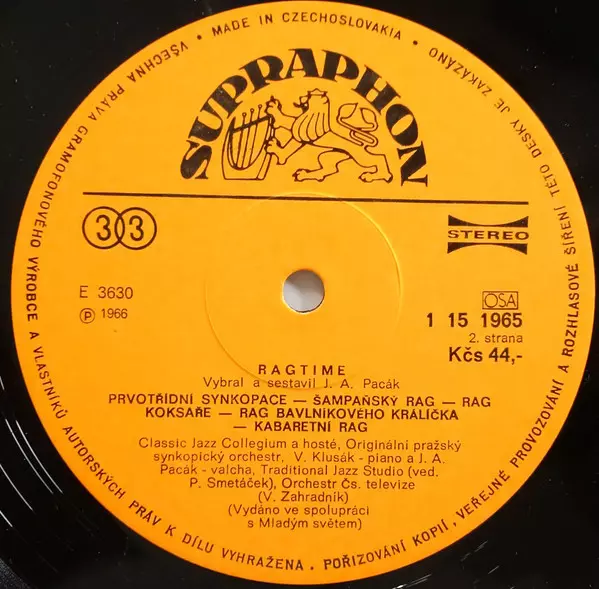 VŠECHNA PRÁVA GRAMOFONOVÉHO VÝROBCE A VLASTNÍKŮ AUTORSKÝCH PRÁV K DÍLU VYHRAŽENA. POŘIZOVÁNÍ KOPIÍ, VEŘEJNÉ PROVOZOVÁNÍ A ROZHLASOVÉ ŠÍŘENÍ TÉTO DESKY JE ZAKÁZÁNO • MADE IN CZECHOSLOVAKIA •
SUPRAPHON
33
STEREO
E 3630
℗ 1966
OSA
1 15 1965
2. strana
Kčs 44,-
RAGTIME
Vybral a sestavil J. A. Pacák
PRVOTŘÍDNÍ SYNKOPACE — ŠAMPAŇSKÝ RAG — RAG
KOKSAŘE — RAG BAVLNÍKOVÉHO KRÁLÍČKA
— KABARETNÍ RAG
Classic Jazz Collegium a hosté, Originální pražský
synkopický orchestr, V. Klusák - piano a J. A.
Pacák - valcha, Traditional Jazz Studio (ved.
P. Smetáček), Orchestr Čs. televize
(V. Zahradník)
(Vydáno ve spolupráci
s Mladým světem)